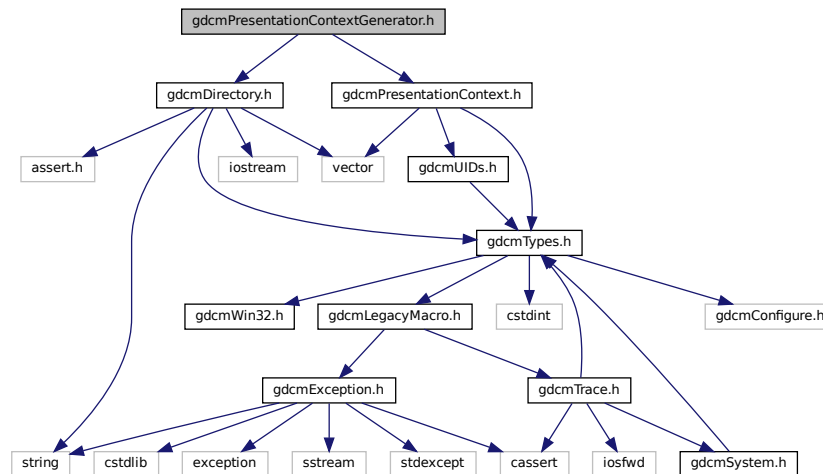 gdcmPresentationContextGenerator.h
gdcmDirectory.h
gdcmPresentationContext.h
assert.h
iostream
vector
gdcmUIDs.h
gdcmTypes.h
gdcmWin32.h
gdcmLegacyMacro.h
cstdint
gdcmConfigure.h
gdcmException.h
gdcmTrace.h
string
cstdlib
exception
sstream
stdexcept
cassert
iosfwd
gdcmSystem.h